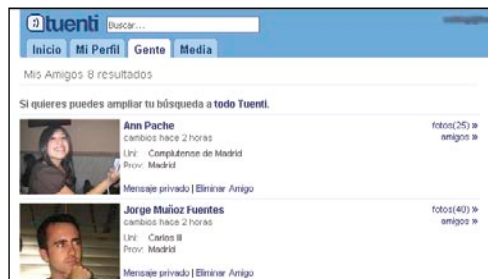 tuenti Buscar...
Inicio Mi Perfil Gente Media
Mis Amigos 8 resultados
Si quieres puedes ampliar tu búsqueda a todo Tuenti.
Ann Pache fotos(25) »
cambios hace 2 horas amigos »
Uni: Complutense de Madrid
Prov: Madrid
Mensaje privado | Eliminar Amigo
Jorge Muñoz Fuentes fotos(40) »
cambios hace 2 horas amigos »
Uni: Carlos III
Prov: Madrid
Mensaje privado | Eliminar Amigo